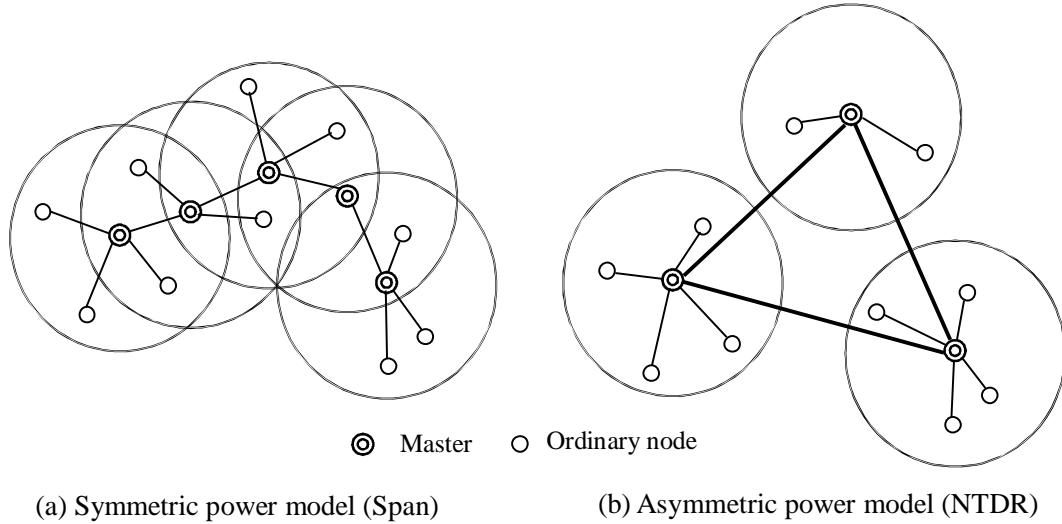 Master
Ordinary node
(a) Symmetric power model (Span)
(b) Asymmetric power model (NTDR)